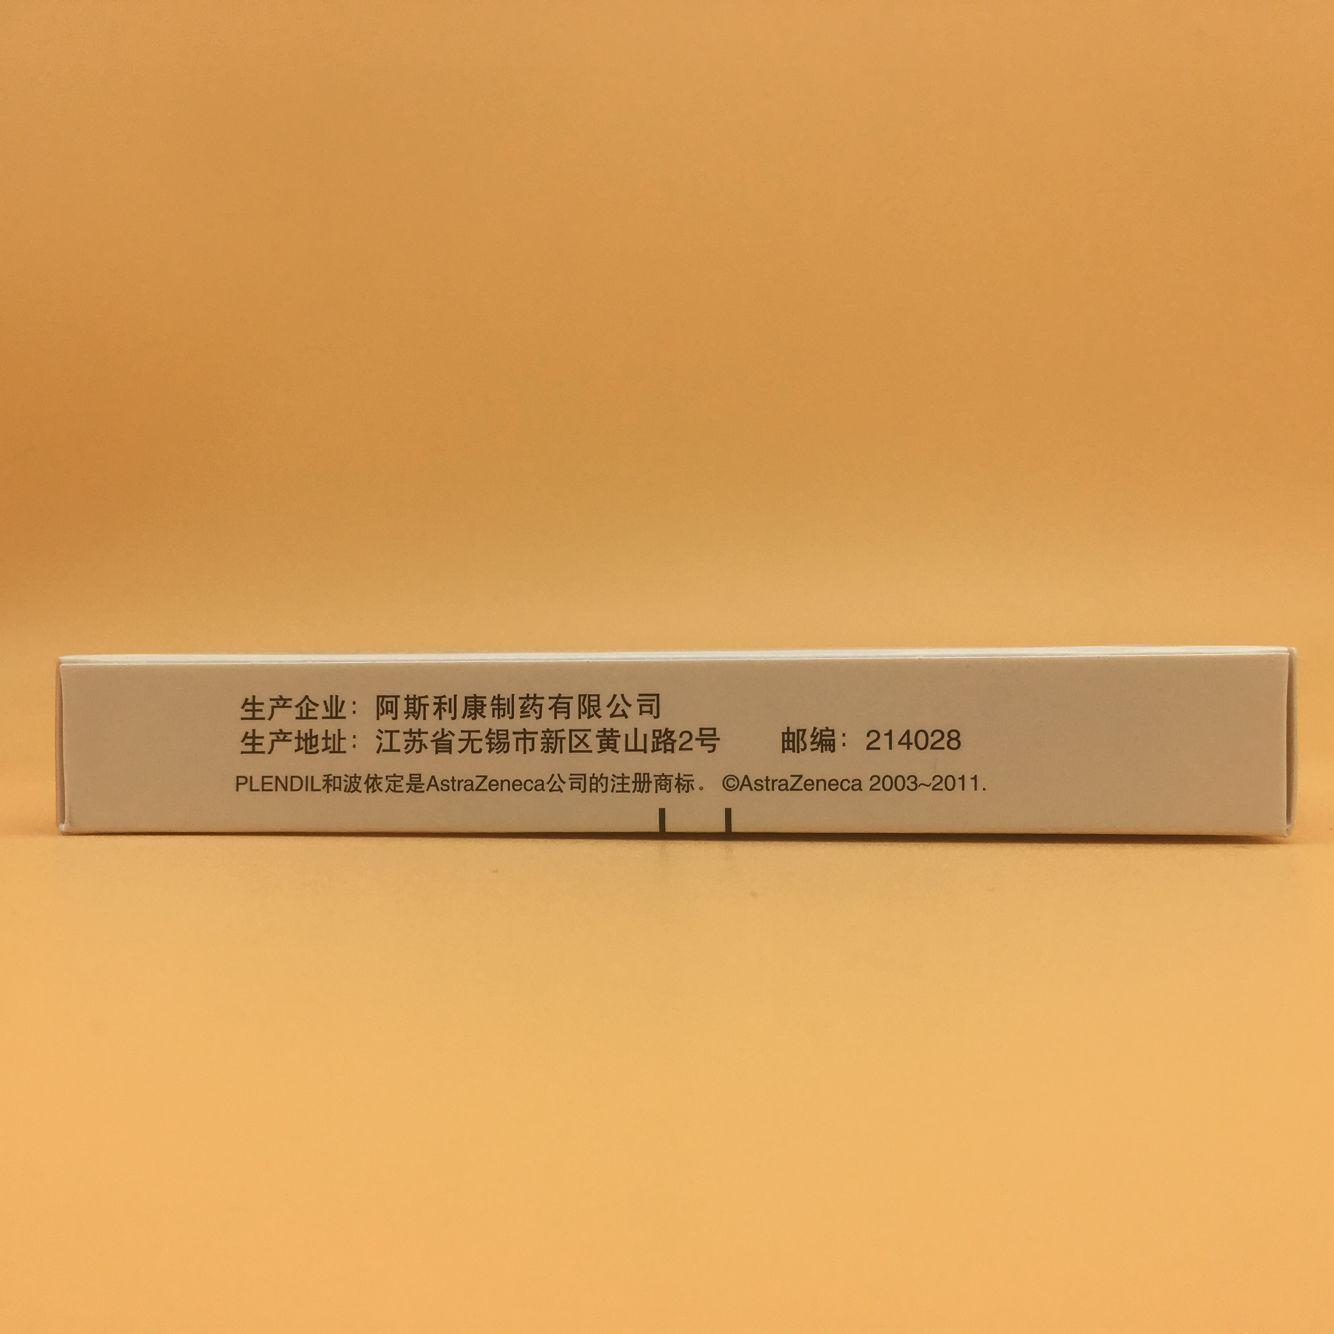 生产企业：阿斯利康制药有限公司
生产地址：江苏省无锡市新区黄山路2号 邮编：214028
PLENDIL和波依定是AstraZeneca公司的注册商标。 ©AstraZeneca 2003~2011.